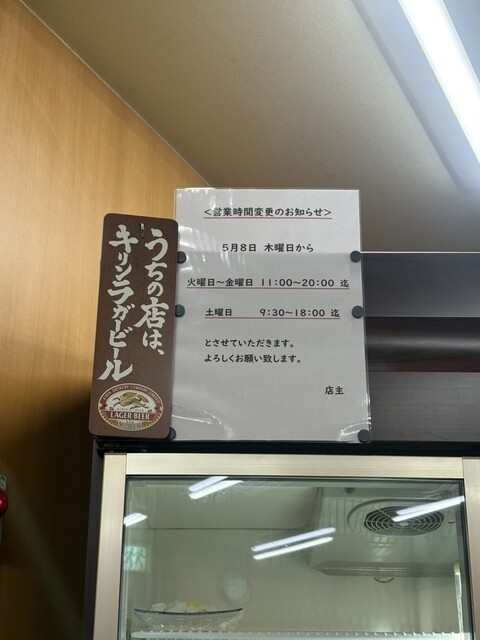 <営業時間変更のお知らせ>
5月8日 木曜日から
火曜日～金曜日 11:00～20:00 迄
土曜日 9:30～18:00 迄
とさせていただきます。
よろしくお願い致します。
店主
うちの店は、
キリンラガービール
LAGER BEER